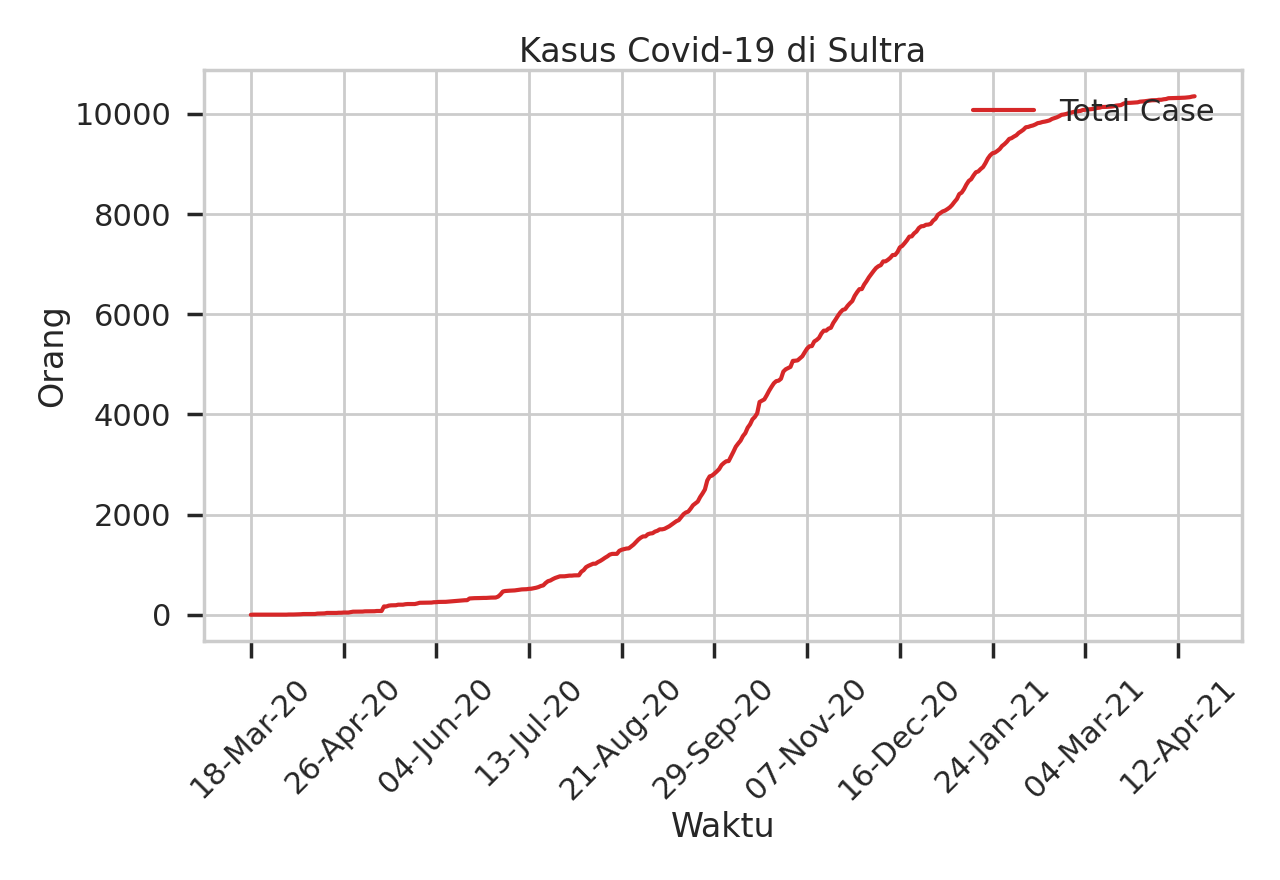 Kasus Covid-19 di Sultra
Total Case
10000
8000
6000
4000
2000
0
Orang
18-Mar-20
26-Apr-20
04-Jun-20
13-Jul-20
21-Aug-20
29-Sep-20
07-Nov-20
16-Dec-20
24-Jan-21
04-Mar-21
12-Apr-21
Waktu